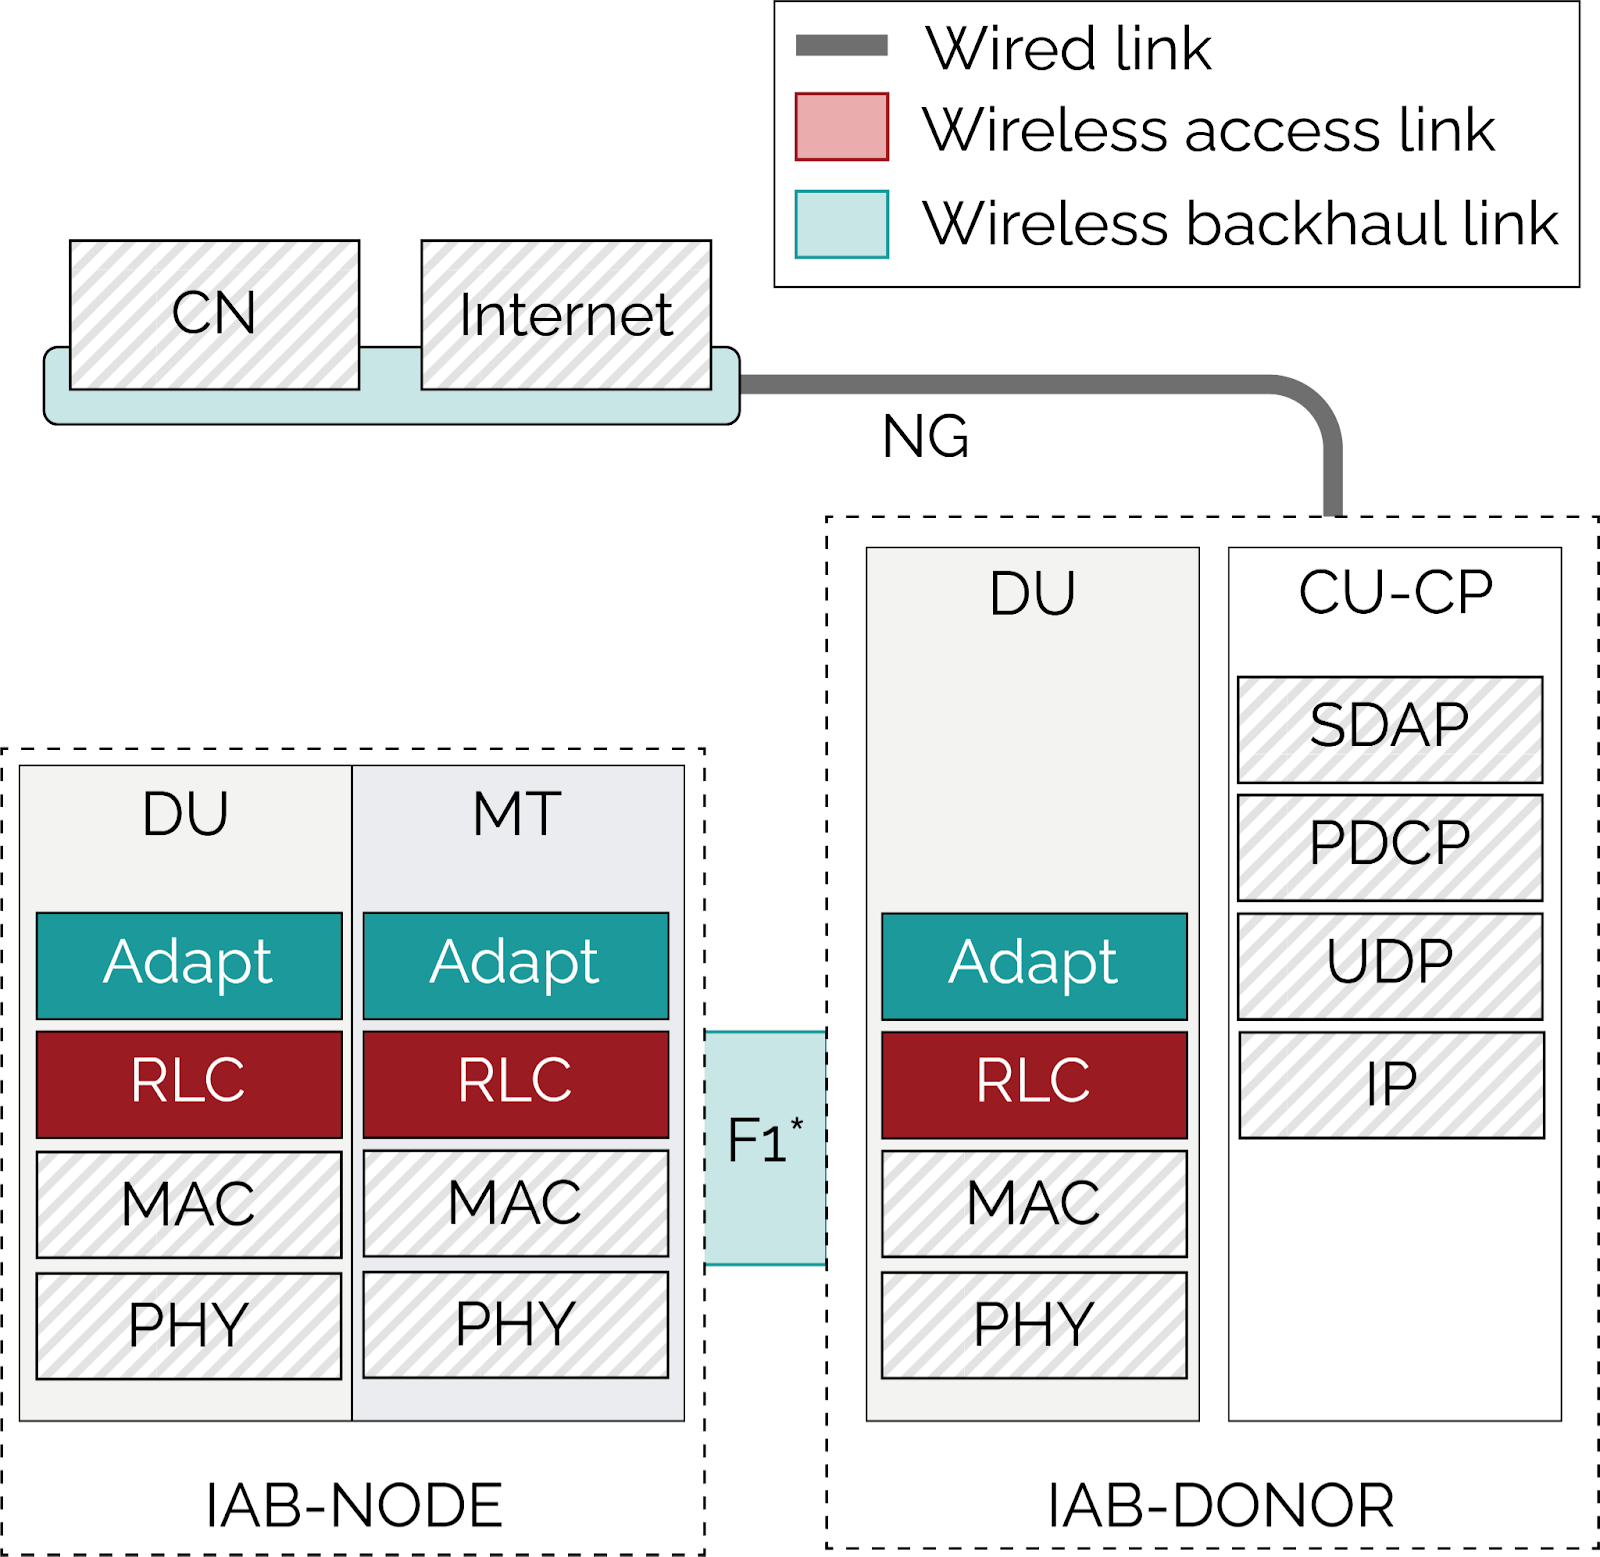 Wired link
Wireless access link
Wireless backhaul link
CN
Internet
NG
DU
CU-CP
SDAP
PDCP
UDP
IP
Adapt
RLC
MAC
PHY
IAB-DONOR
F1*
DU
MT
Adapt
Adapt
RLC
RLC
MAC
MAC
PHY
PHY
IAB-NODE